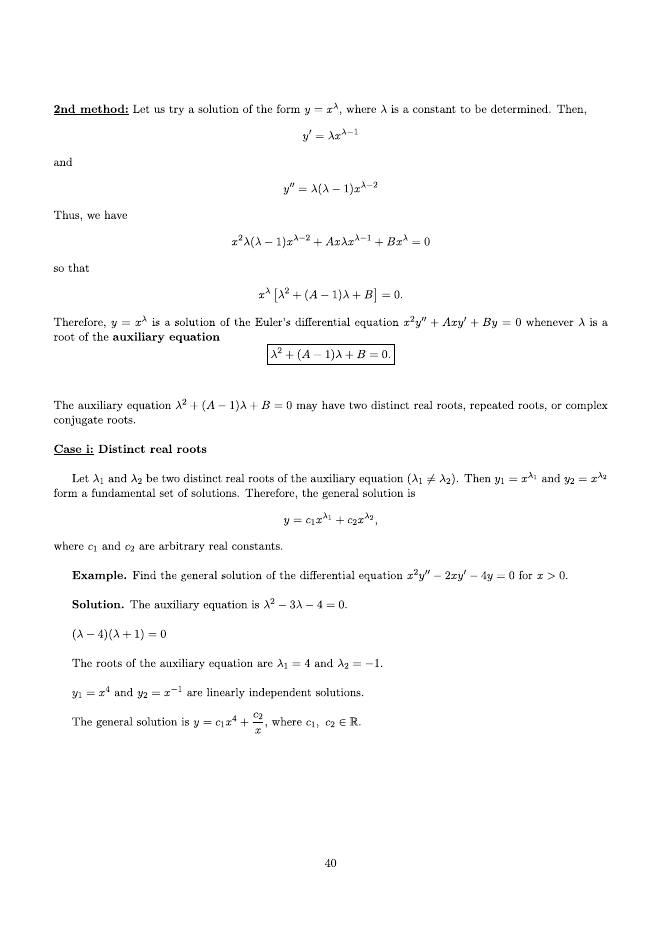 2nd method: Let us try a solution of the form y = x^λ, where λ is a constant to be determined. Then,
y′ = λx^{λ−1}
and
y″ = λ(λ − 1)x^{λ−2}
Thus, we have
x²λ(λ − 1)x^{λ−2} + Axλx^{λ−1} + Bx^λ = 0
so that
x^λ [λ² + (A − 1)λ + B] = 0.
Therefore, y = x^λ is a solution of the Euler's differential equation x²y″ + Axy′ + By = 0 whenever λ is a
root of the auxiliary equation
λ² + (A − 1)λ + B = 0.
The auxiliary equation λ² + (A − 1)λ + B = 0 may have two distinct real roots, repeated roots, or complex
conjugate roots.
Case i: Distinct real roots
Let λ₁ and λ₂ be two distinct real roots of the auxiliary equation (λ₁ ≠ λ₂). Then y₁ = x^{λ₁} and y₂ = x^{λ₂}
form a fundamental set of solutions. Therefore, the general solution is
y = c₁x^{λ₁} + c₂x^{λ₂},
where c₁ and c₂ are arbitrary real constants.
Example. Find the general solution of the differential equation x²y″ − 2xy′ − 4y = 0 for x > 0.
Solution. The auxiliary equation is λ² − 3λ − 4 = 0.
(λ − 4)(λ + 1) = 0
The roots of the auxiliary equation are λ₁ = 4 and λ₂ = −1.
y₁ = x⁴ and y₂ = x⁻¹ are linearly independent solutions.
The general solution is y = c₁x⁴ + c₂/x, where c₁, c₂ ∈ ℝ.
40